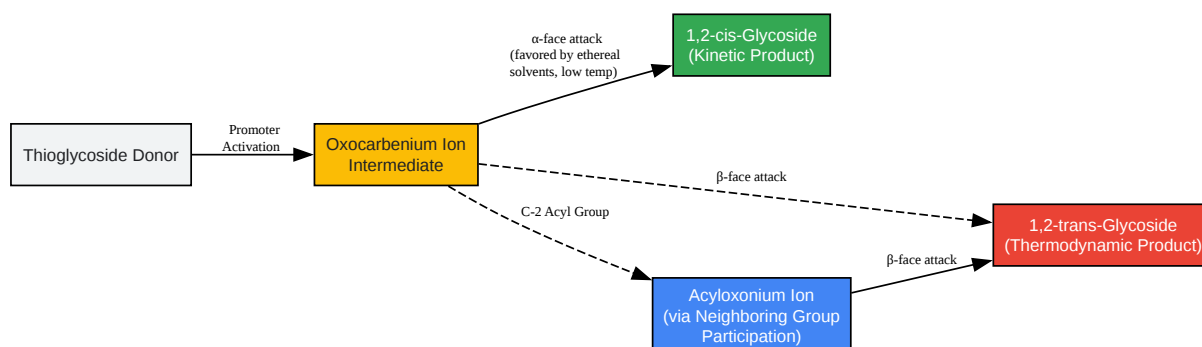 Thioglycoside Donor
Promoter
Activation
Oxocarbenium Ion
Intermediate
α-face attack
(favored by ethereal
solvents, low temp)
1,2-cis-Glycoside
(Kinetic Product)
β-face attack
C-2 Acyl Group
1,2-trans-Glycoside
(Thermodynamic Product)
β-face attack
Acyloxonium Ion
(via Neighboring Group
Participation)